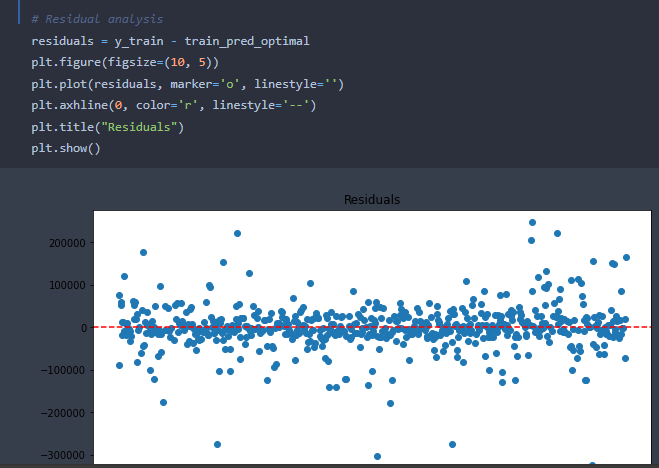 # Residual analysis
residuals = y_train - train_pred_optimal
plt.figure(figsize=(10, 5))
plt.plot(residuals, marker='o', linestyle='')
plt.axhline(0, color='r', linestyle='--')
plt.title("Residuals")
plt.show()
Residuals
200000
100000
0
−100000
−200000
−300000